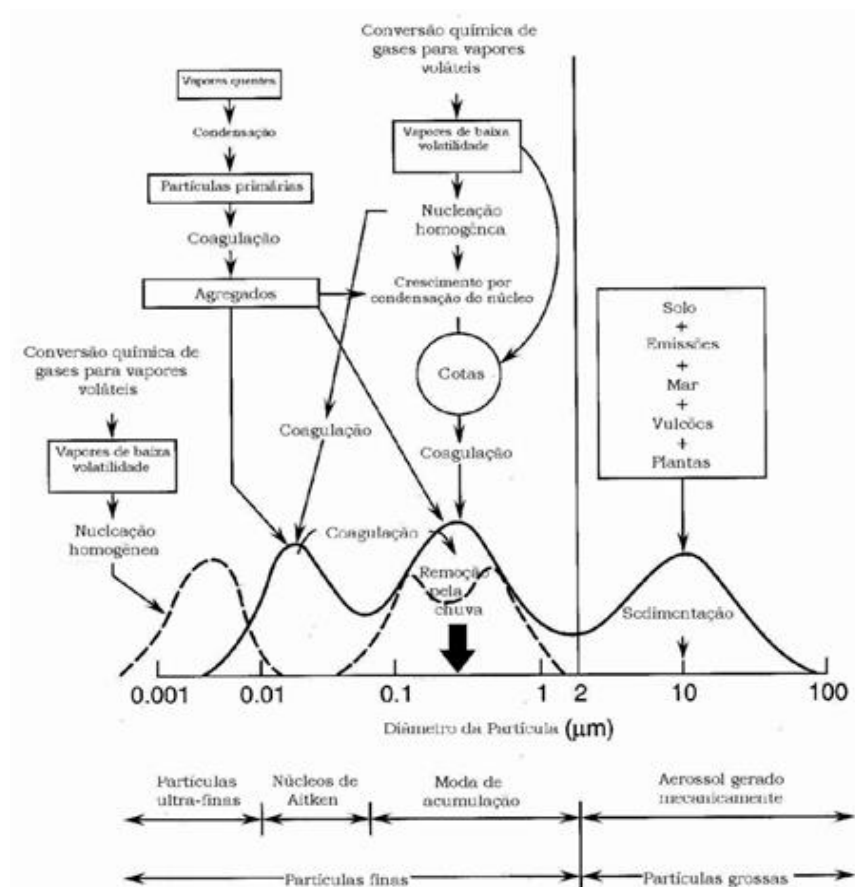 Conversão química de
gases para vapores
voláteis
Vapores quentes
Condensação
Partículas primárias
Coagulação
Agregados
Vapores de baixa
volatilidade
Nucleação
homogênea
Crescimento por
condensação do núcleo
Gotas
Coagulação
Conversão química de
gases para vapores
voláteis
Vapores de baixa
volatilidade
Nucleação
homogênea
Coagulação
Coagulação
Remoção
pela
chuva
Solo
+
Emissões
+
Mar
+
Vulcões
+
Plantas
Sedimentação
0.001
0.01
0.1
1
2
10
100
Diâmetro da Partícula (μm)
Partículas
ultra-finas
Núcleos de
Aitken
Moda de
acumulação
Aerossol gerado
mecanicamente
Partículas finas
Partículas grossas